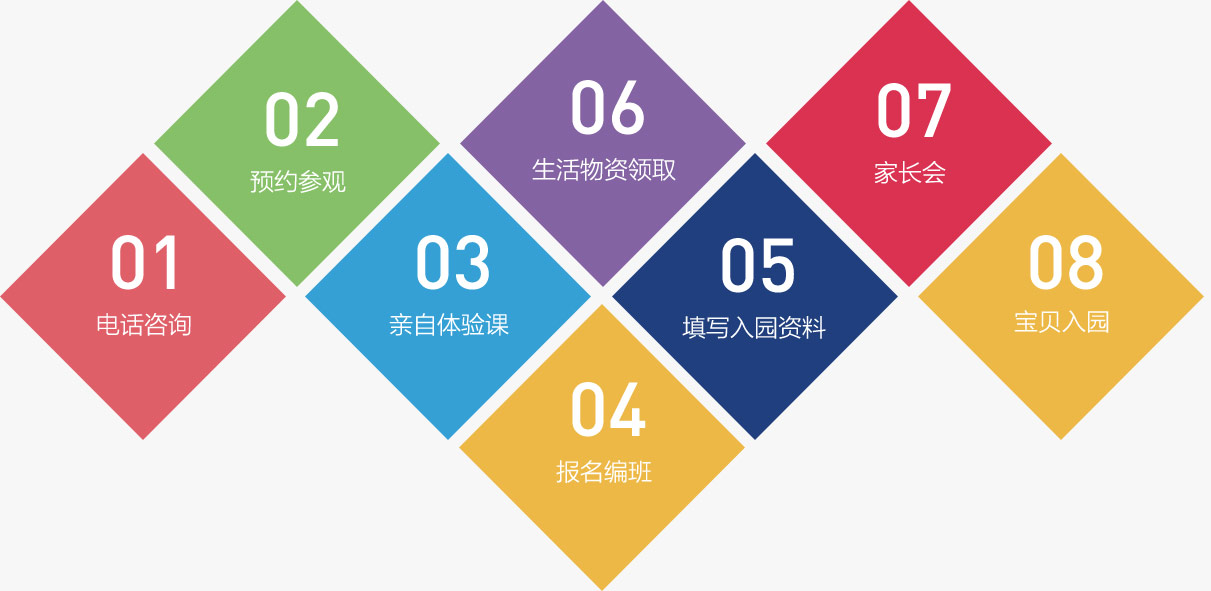 01
电话咨询
02
预约参观
03
亲自体验课
04
报名编班
05
填写入园资料
06
生活物资领取
07
家长会
08
宝贝入园